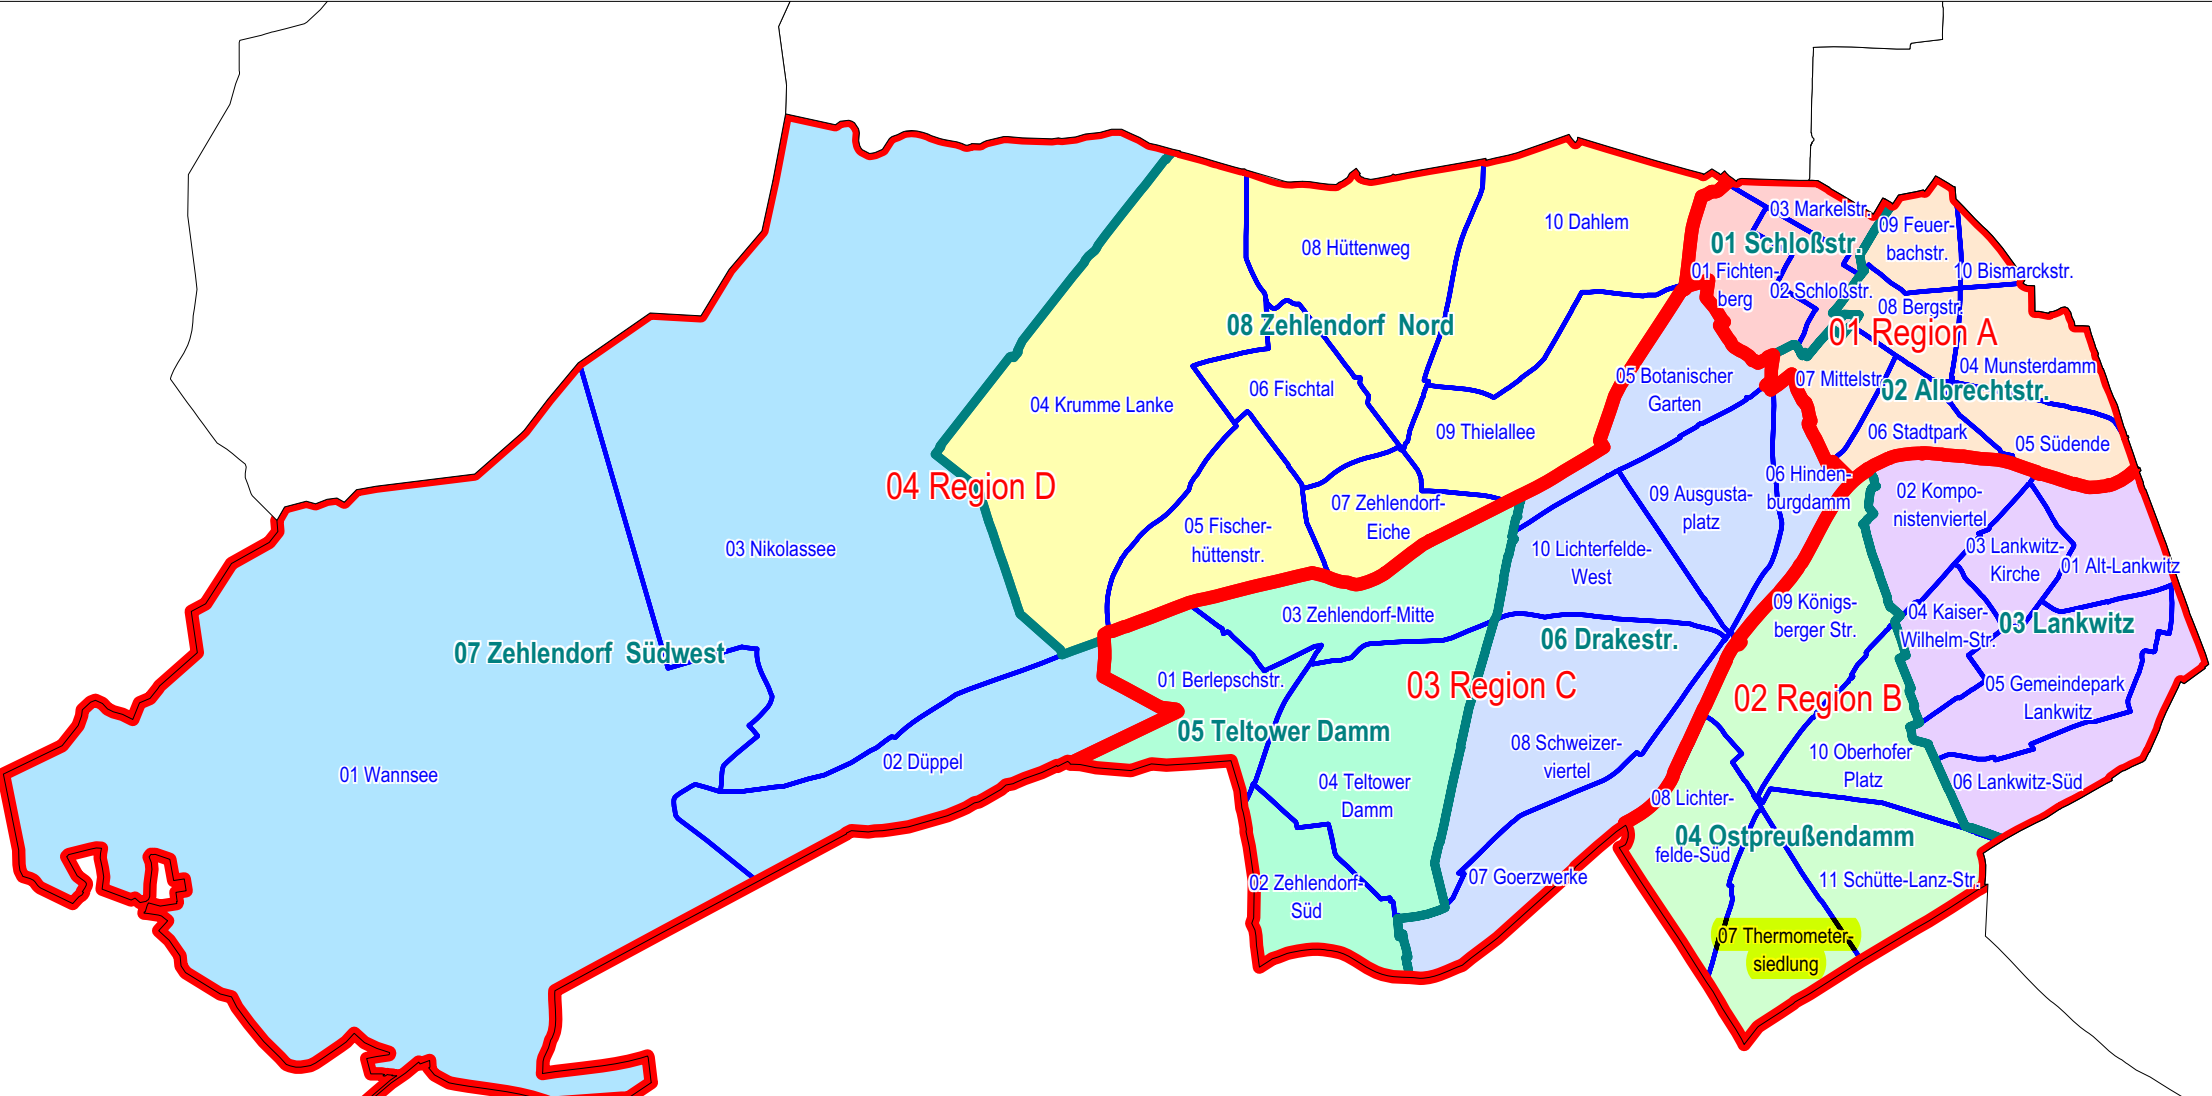 03 Markelstr.
01 Schloßstr.
01 Fichten-
berg
02 Schloßstr.
09 Feuer-
bachstr.
10 Bismarckstr.
08 Bergstr.
01 Region A
04 Munsterdamm
07 Mittelstr.
02 Albrechtstr.
06 Stadtpark
05 Südende
10 Dahlem
08 Hüttenweg
08 Zehlendorf Nord
06 Fischtal
04 Krumme Lanke
09 Thielallee
04 Region D
07 Zehlendorf-
Eiche
05 Fischer-
hüttenstr.
03 Nikolassee
07 Zehlendorf Südwest
01 Wannsee
02 Düppel
05 Botanischer
Garten
06 Hinden-
burgdamm
09 Ausgusta-
platz
10 Lichterfelde-
West
06 Drakestr.
03 Zehlendorf-Mitte
01 Berlepschstr.
03 Region C
05 Teltower Damm
08 Schweizer-
viertel
04 Teltower
Damm
02 Zehlendorf-
Süd
07 Goerzwerke
02 Kompo-
nistenviertel
03 Lankwitz-
Kirche
01 Alt-Lankwitz
04 Kaiser-
Wilhelm-Str.
03 Lankwitz
05 Gemeindepark
Lankwitz
06 Lankwitz-Süd
09 Königs-
berger Str.
02 Region B
10 Oberhofer
Platz
08 Lichter-
felde-Süd
04 Ostpreußendamm
11 Schütte-Lanz-Str.
07 Thermometer-
siedlung